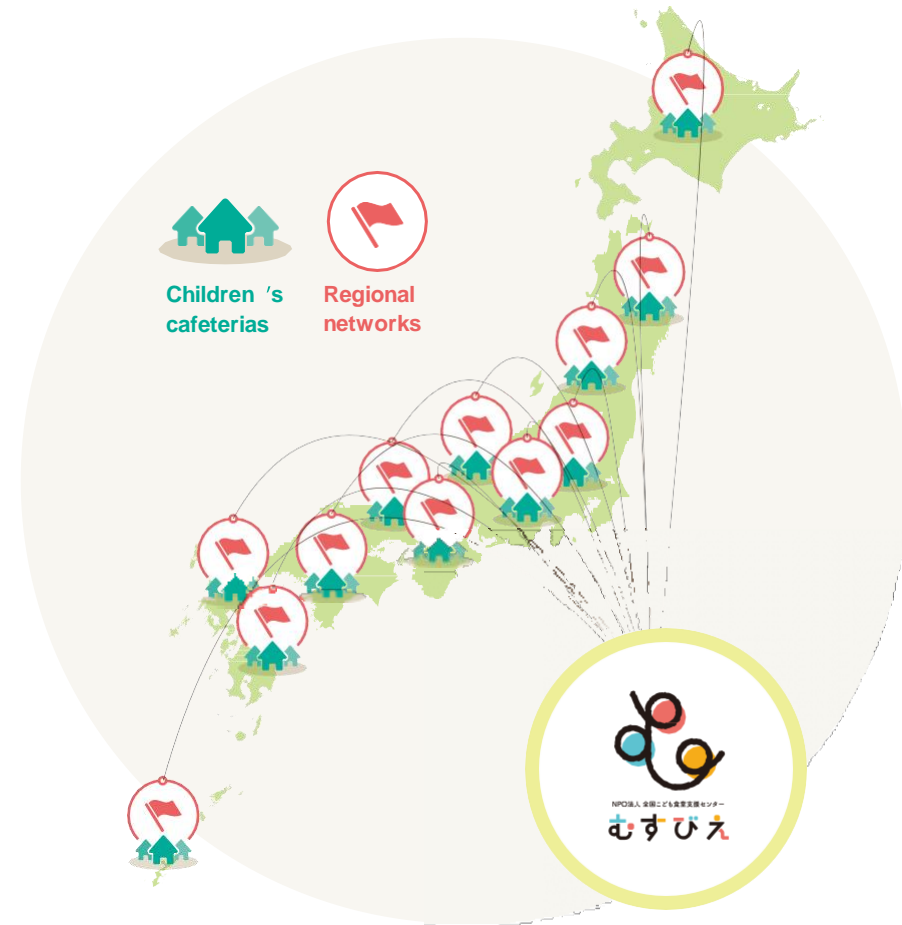 Children ’s
cafeterias
Regional
networks
NPO法人 全国こども食堂支援センター
むすびえ